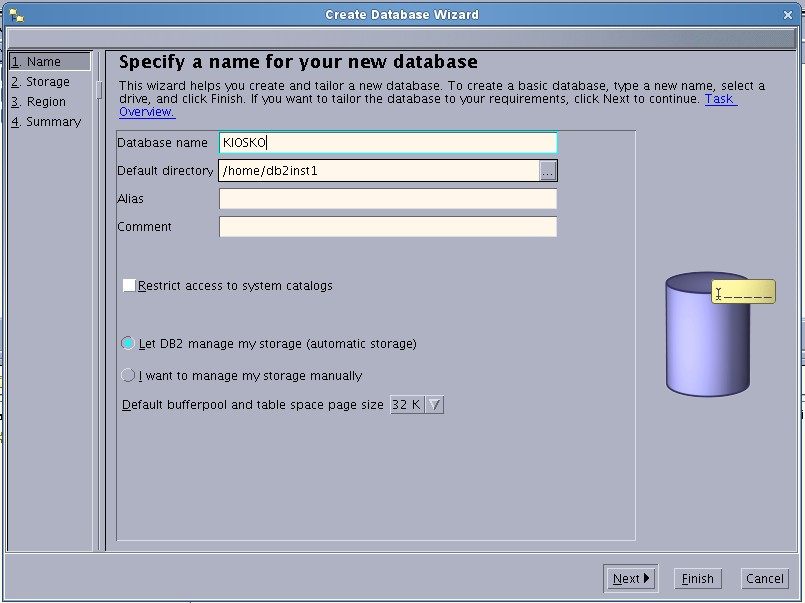 Create Database Wizard
1. Name
2. Storage
3. Region
4. Summary
Specify a name for your new database
This wizard helps you create and tailor a new database. To create a basic database, type a new name, select a
drive, and click Finish. If you want to tailor the database to your requirements, click Next to continue. Task
Overview.
Database name KIOSKO
Default directory /home/db2inst1 ...
Alias
Comment
Restrict access to system catalogs
Let DB2 manage my storage (automatic storage)
I want to manage my storage manually
Default bufferpool and table space page size 32 K
Next Finish Cancel